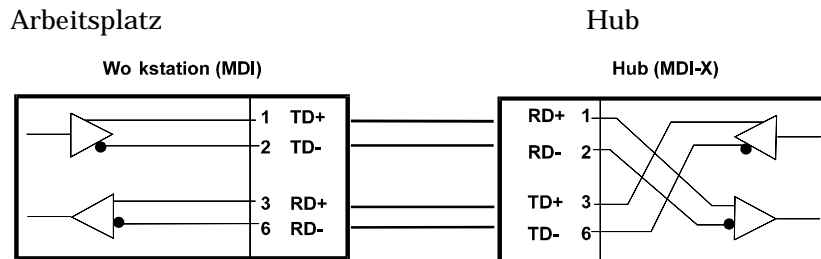 Arbeitsplatz Hub
Wo kstation (MDI) Hub (MDI-X)
1 TD+ RD+ 1
2 TD- RD- 2
3 RD+ TD+ 3
6 RD- TD- 6